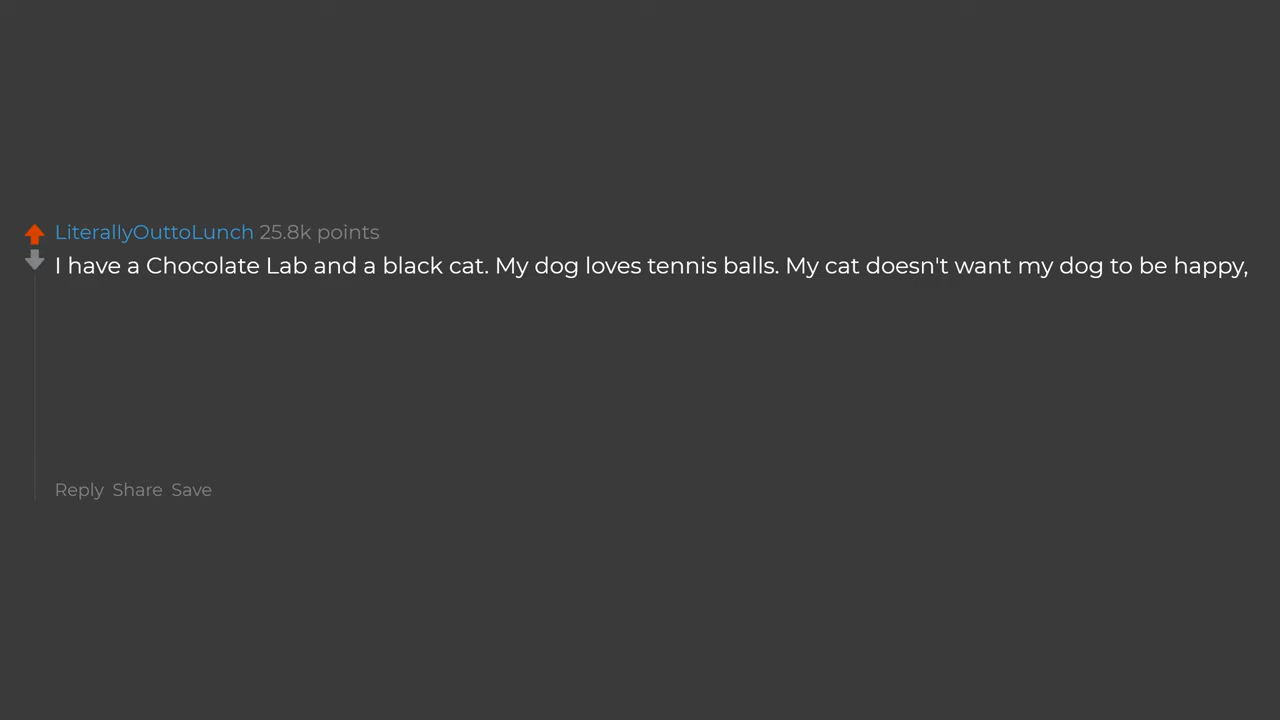 LiterallyOuttoLunch 25.8k points
I have a Chocolate Lab and a black cat. My dog loves tennis balls. My cat doesn't want my dog to be happy,
Reply Share Save